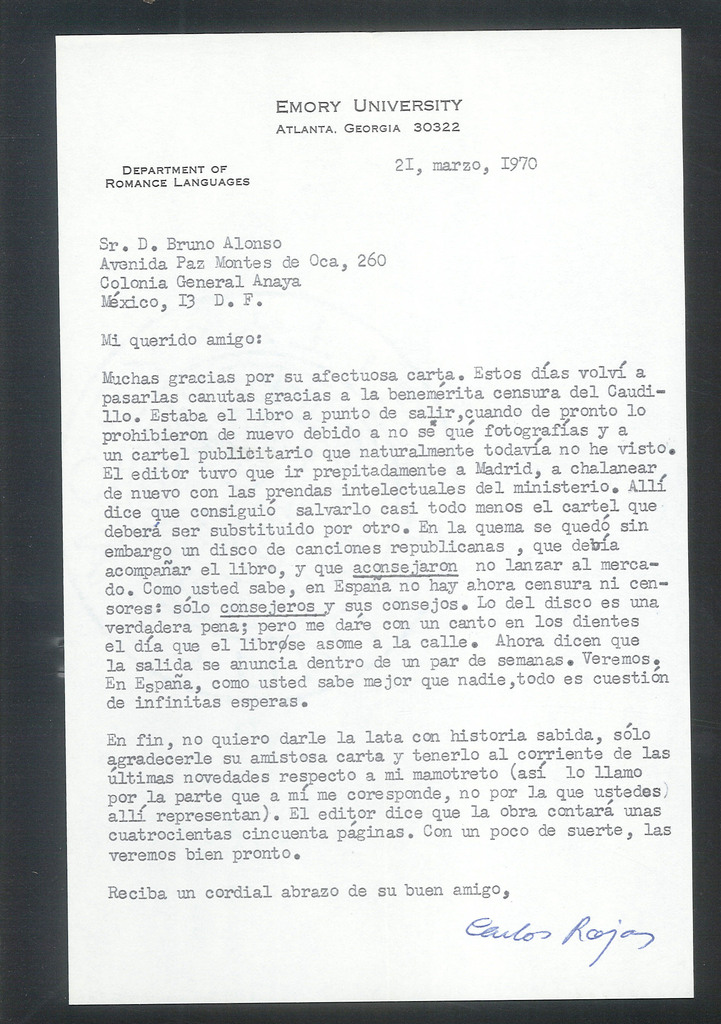 EMORY UNIVERSITY
ATLANTA, GEORGIA 30322
DEPARTMENT OF
ROMANCE LANGUAGES
21, marzo, 1970
Sr. D. Bruno Alonso
Avenida Paz Montes de Oca, 260
Colonia General Anaya
México, 13 D. F.
Mi querido amigo:
Muchas gracias por su afectuosa carta. Estos días volví a
pasarlas canutas gracias a la benemérita censura del Caudi-
llo. Estaba el libro a punto de salir,cuando de pronto lo
prohibieron de nuevo debido a no sé qué fotografías y a
un cartel publicitario que naturalmente todavía no he visto.
El editor tuvo que ir prepitadamente a Madrid, a chalanear
de nuevo con las prendas intelectuales del ministerio. Allí
dice que consiguió salvarlo casi todo menos el cartel que
deberá ser substituido por otro. En la quema se quedó sin
embargo un disco de canciones republicanas , que debía
acompañar el libro, y que aconsejaron no lanzar al merca-
do. Como usted sabe, en España no hay ahora censura ni cen-
sores: sólo consejeros y sus consejos. Lo del disco es una
verdadera pena; pero me daré con un canto en los dientes
el día que el libro se asome a la calle. Ahora dicen que
la salida se anuncia dentro de un par de semanas. Veremos.
En España, como usted sabe mejor que nadie,todo es cuestión
de infinitas esperas.
En fin, no quiero darle la lata con historia sabida, sólo
agradecerle su amistosa carta y tenerlo al corriente de las
últimas novedades respecto a mi mamotreto (así lo llamo
por la parte que a mí me coresponde, no por la que ustedes)
allí representan). El editor dice que la obra contará unas
cuatrocientas cincuenta páginas. Con un poco de suerte, las
veremos bien pronto.
Reciba un cordial abrazo de su buen amigo,
Carlos Rojas